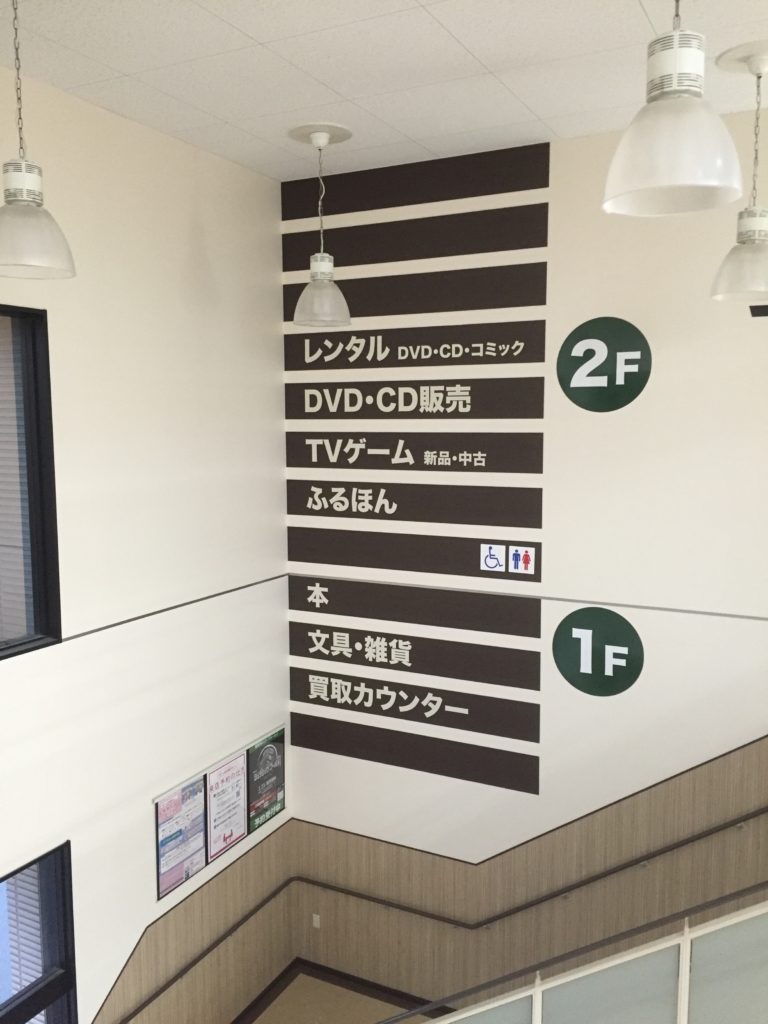 レンタル DVD・CD・コミック
DVD・CD販売
TVゲーム 新品・中古
ふるほん
2F
本
文具・雑貨
買取カウンター
1F